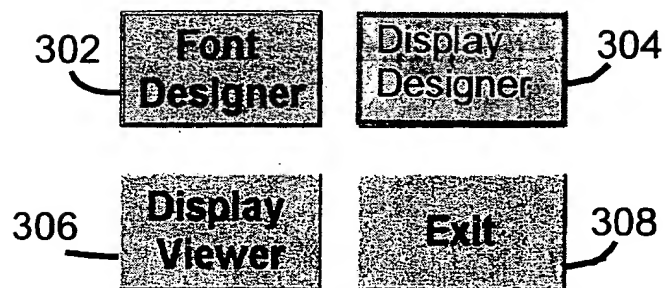 302
Font
Designer
Display
Designer
304
306
Display
Viewer
Exit
308